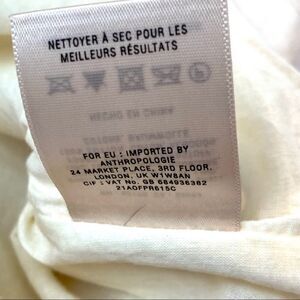 NETTOYER À SEC POUR LES
MEILLEURS RÉSULTATS
FOR EU : IMPORTED BY
ANTHROPOLOGIE
24 MARKET PLACE, 3RD FLOOR,
LONDON, UK W1W8AN
CIF : VAT No. GB 684936382
21AOFPR615C